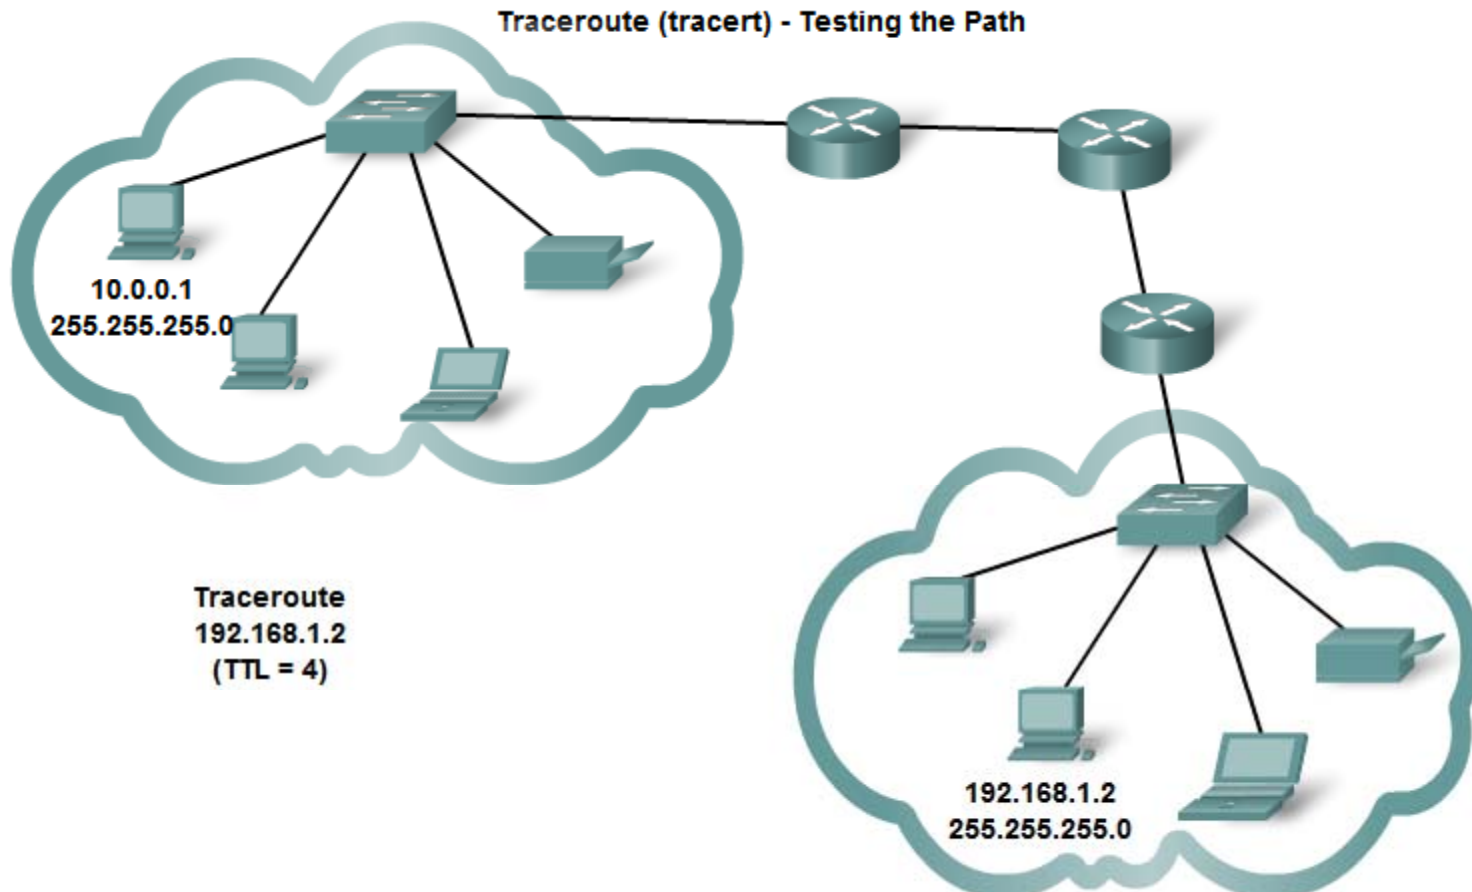 Traceroute (tracert) - Testing the Path
10.0.0.1
255.255.255.0
Traceroute
192.168.1.2
(TTL = 4)
192.168.1.2
255.255.255.0